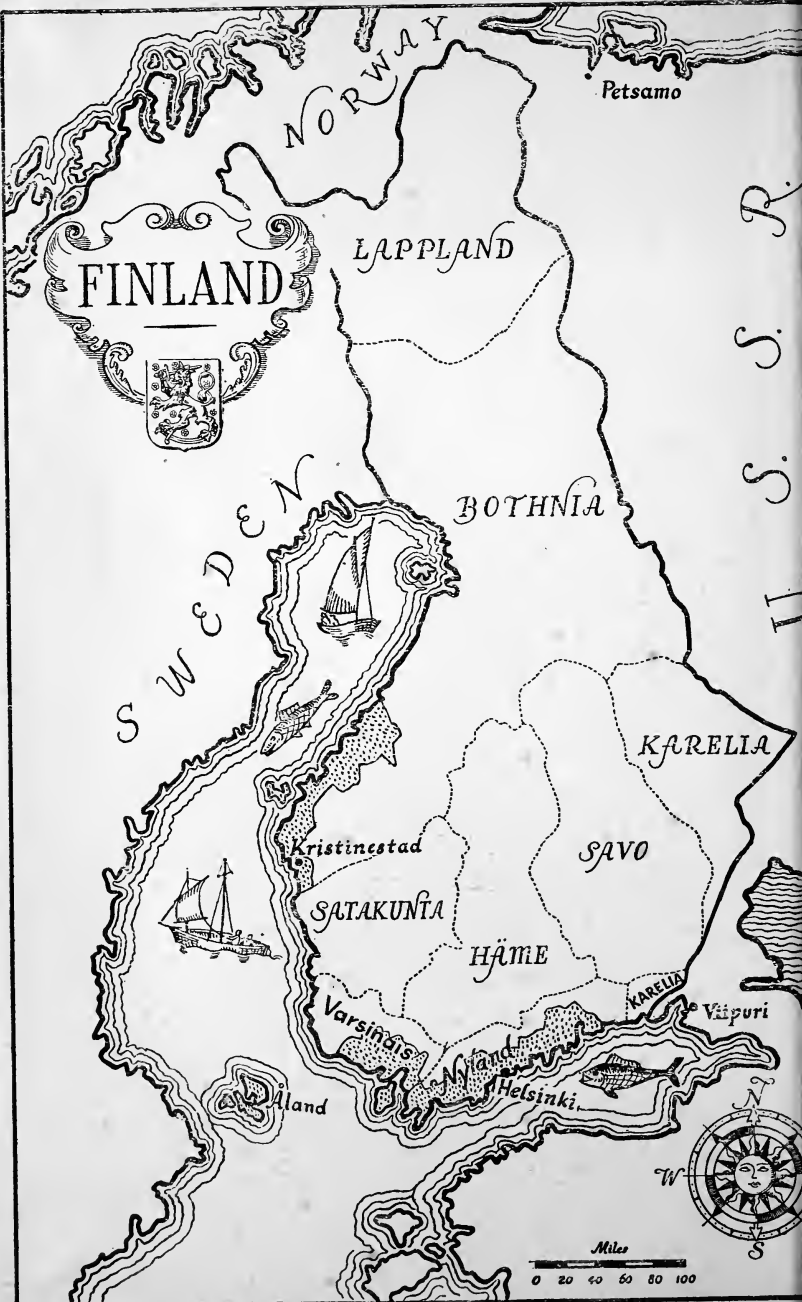 NORWAY
Petsamo
U. S. S. R.
LAPPLAND
FINLAND
SWEDEN
BOTHNIA
KARELIA
Kristinestad
SAVO
SATAKUNTA
HÄME
KARELIA
Viipuri
Varsinais
Nyland
Helsinki
Åland
N
W
S
Miles
0 20 40 60 80 100